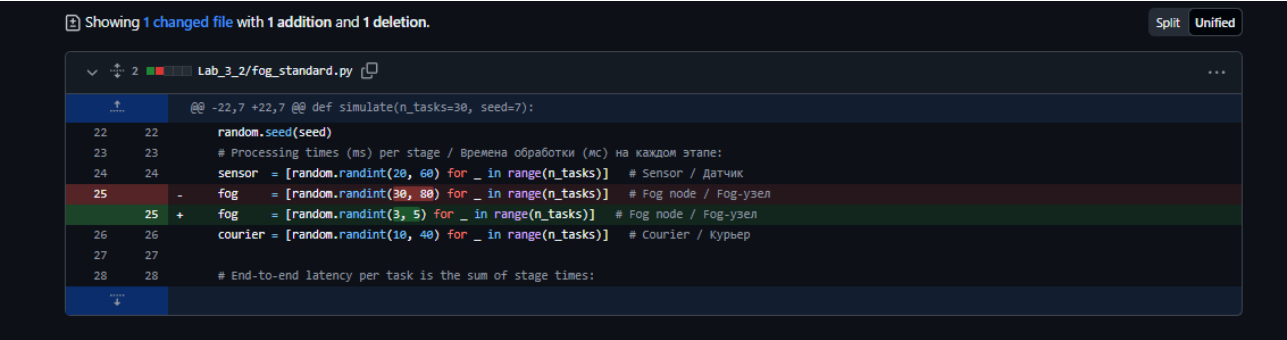 Showing 1 changed file with 1 addition and 1 deletion.
Split Unified
2 Lab_3_2/fog_standard.py
@@ -22,7 +22,7 @@ def simulate(n_tasks=30, seed=7):
22 22 random.seed(seed)
23 23 # Processing times (ms) per stage / Времена обработки (мс) на каждом этапе:
24 24 sensor = [random.randint(20, 60) for _ in range(n_tasks)] # Sensor / Датчик
25 - fog = [random.randint(30, 80) for _ in range(n_tasks)] # Fog node / Fog-узел
25 + fog = [random.randint(3, 5) for _ in range(n_tasks)] # Fog node / Fog-узел
26 26 courier = [random.randint(10, 40) for _ in range(n_tasks)] # Courier / Курьер
27 27
28 28 # End-to-end latency per task is the sum of stage times: